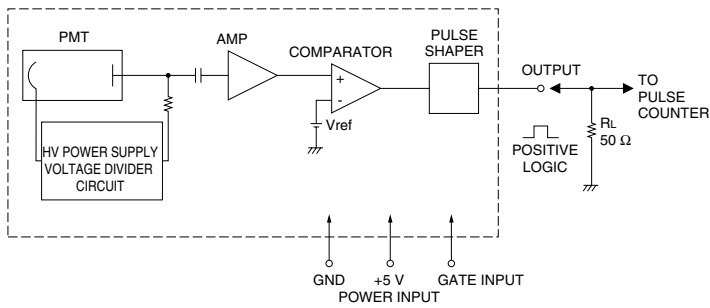 PMT
AMP
COMPARATOR
PULSE
SHAPER
+
-
Vref
HV POWER SUPPLY
VOLTAGE DIVIDER
CIRCUIT
OUTPUT
TO
PULSE
COUNTER
POSITIVE
LOGIC
RL
50 Ω
GND
+5 V
POWER INPUT
GATE INPUT